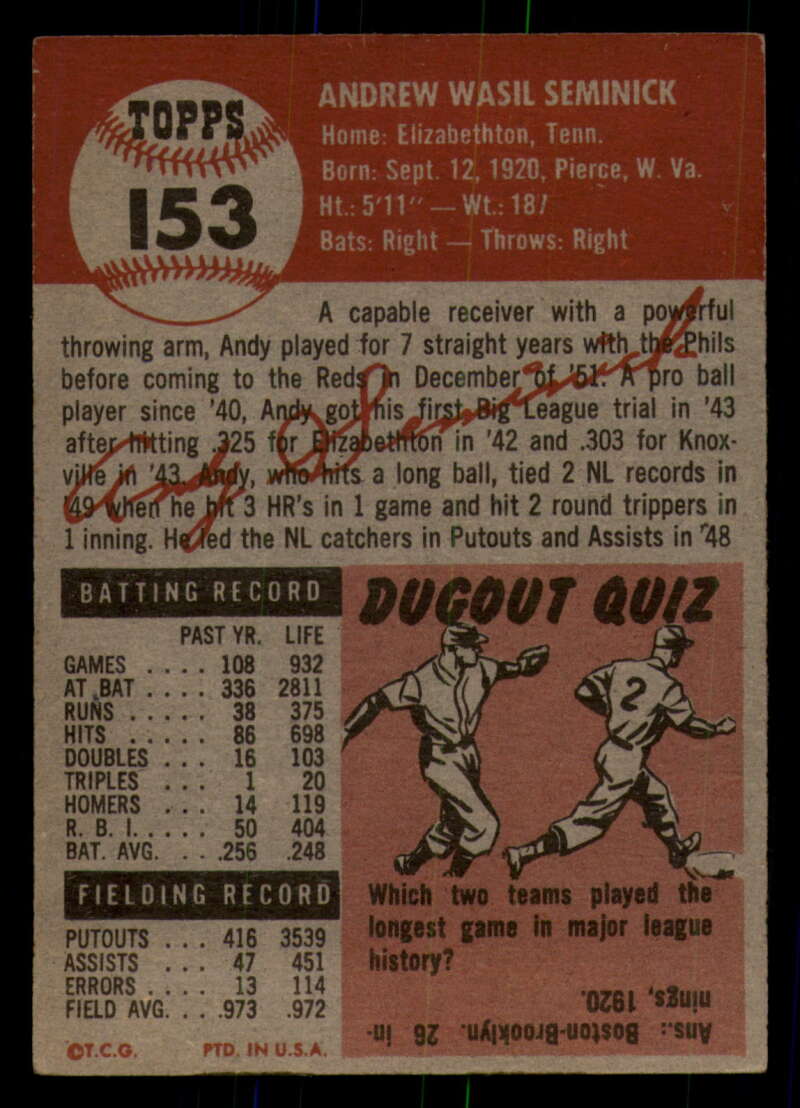 TOPPS
153
ANDREW WASIL SEMINICK
Home: Elizabethton, Tenn.
Born: Sept. 12, 1920, Pierce, W. Va.
Ht.: 5'11" — Wt.: 187
Bats: Right — Throws: Right
A capable receiver with a powerful
throwing arm, Andy played for 7 straight years with the Phils
before coming to the Reds in December of '51. A pro ball
player since '40, Andy got his first Big League trial in '43
after hitting .325 for Elizabethton in '42 and .303 for Knox-
ville in '43. Andy, who hits a long ball, tied 2 NL records in
'49 when he hit 3 HR's in 1 game and hit 2 round trippers in
1 inning. He led the NL catchers in Putouts and Assists in '48
Andy Seminick
BATTING RECORD
PAST YR. LIFE
GAMES .... 108 932
AT BAT .... 336 2811
RUNS ..... 38 375
HITS ..... 86 698
DOUBLES ... 16 103
TRIPLES ... 1 20
HOMERS ... 14 119
R. B. I. .... 50 404
BAT. AVG. ... .256 .248
FIELDING RECORD
PUTOUTS ... 416 3539
ASSISTS ... 47 451
ERRORS .... 13 114
FIELD AVG. ... .973 .972
©T.C.G. PTD. IN U.S.A.
DUGOUT QUIZ
2
Which two teams played the
longest game in major league
history?
Ans.: Boston-Brooklyn. 26 in-
nings, 1920.